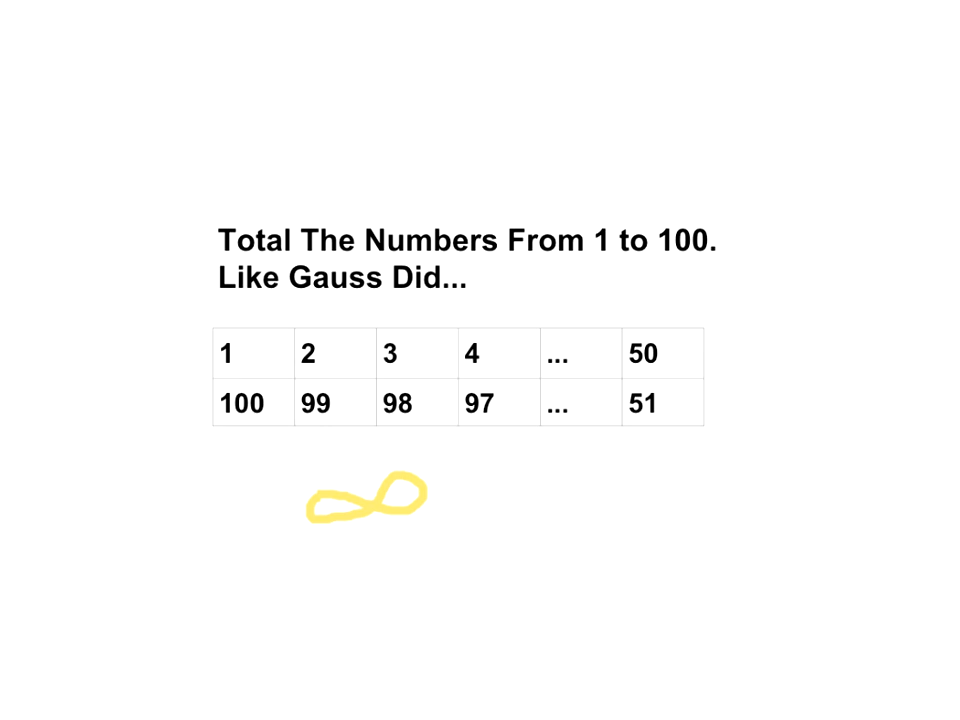 Total The Numbers From 1 to 100.
Like Gauss Did...
1 2 3 4 ... 50
100 99 98 97 ... 51